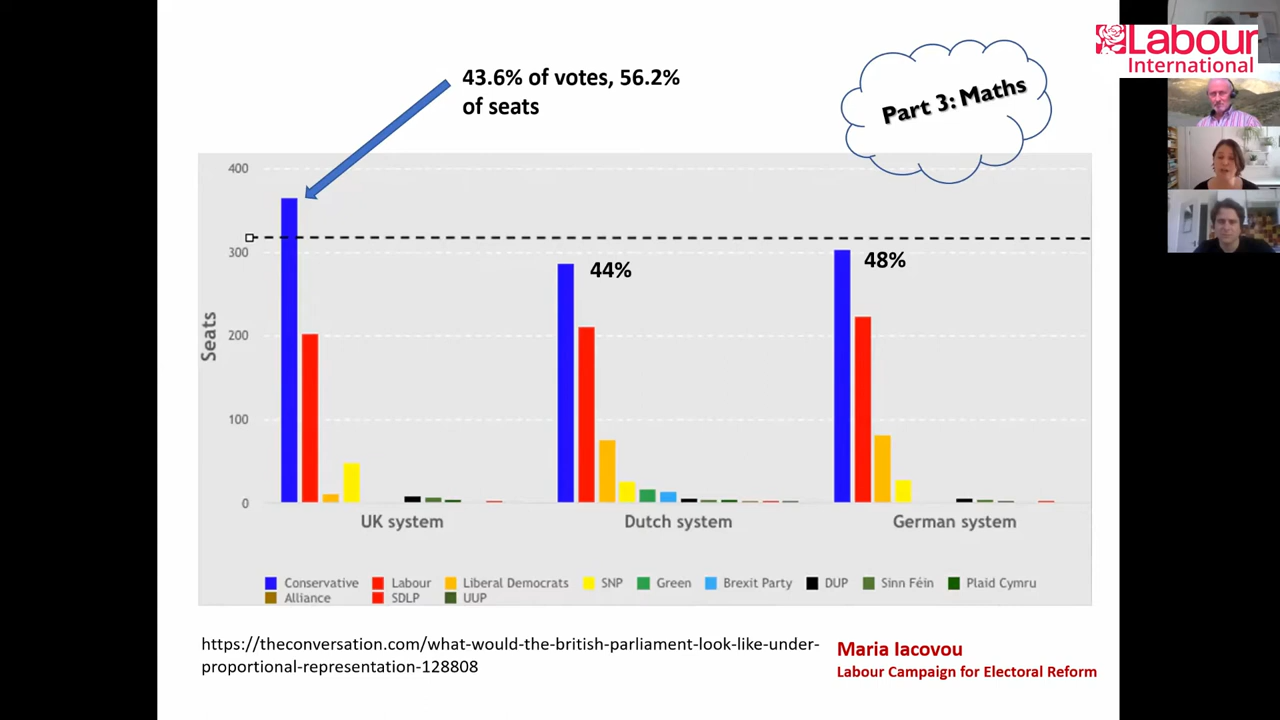 Labour
International
43.6% of votes, 56.2%
of seats
Part 3: Maths
400
300
200
100
0
Seats
44%
48%
UK system
Dutch system
German system
Conservative
Labour
Liberal Democrats
SNP
Green
Brexit Party
DUP
Sinn Féin
Plaid Cymru
Alliance
SDLP
UUP
https://theconversation.com/what-would-the-british-parliament-look-like-under-
proportional-representation-128808
Maria Iacovou
Labour Campaign for Electoral Reform